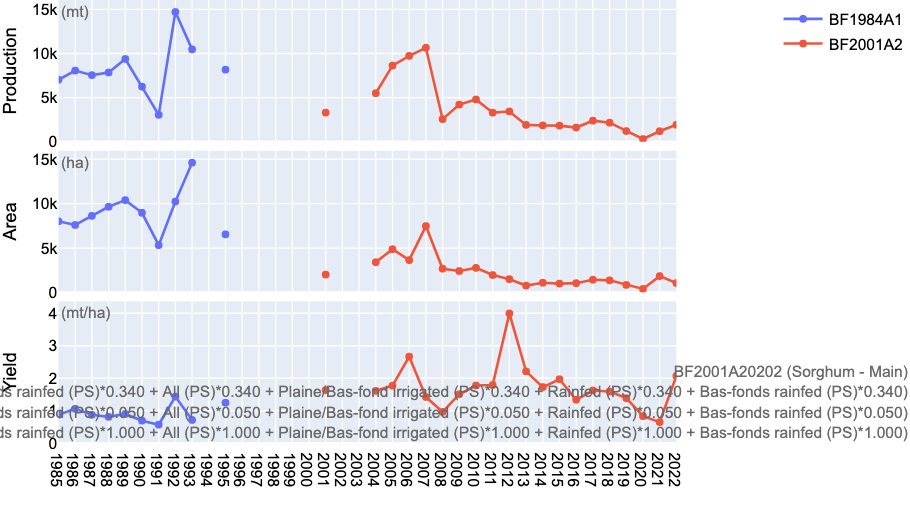 15k
(mt)
10k
5k
0
Production
BF1984A1
BF2001A2
15k
(ha)
10k
5k
0
Area
4
(mt/ha)
3
2
1
0
Yield
BF2001A20202 (Sorghum - Main)
ds rainfed (PS)*0.340 + All (PS)*0.340 + Plaine/Bas-fond irrigated (PS)*0.340 + Rainfed (PS)*0.340 + Bas-fonds rainfed (PS)*0.340)
ds rainfed (PS)*0.050 + All (PS)*0.050 + Plaine/Bas-fond irrigated (PS)*0.050 + Rainfed (PS)*0.050 + Bas-fonds rainfed (PS)*0.050)
ds rainfed (PS)*1.000 + All (PS)*1.000 + Plaine/Bas-fond irrigated (PS)*1.000 + Rainfed (PS)*1.000 + Bas-fonds rainfed (PS)*1.000)
1985 1986 1987 1988 1989 1990 1991 1992 1993 1994 1995 1996 1997 1998 1999 2000 2001 2002 2003 2004 2005 2006 2007 2008 2009 2010 2011 2012 2013 2014 2015 2016 2017 2018 2019 2020 2021 2022